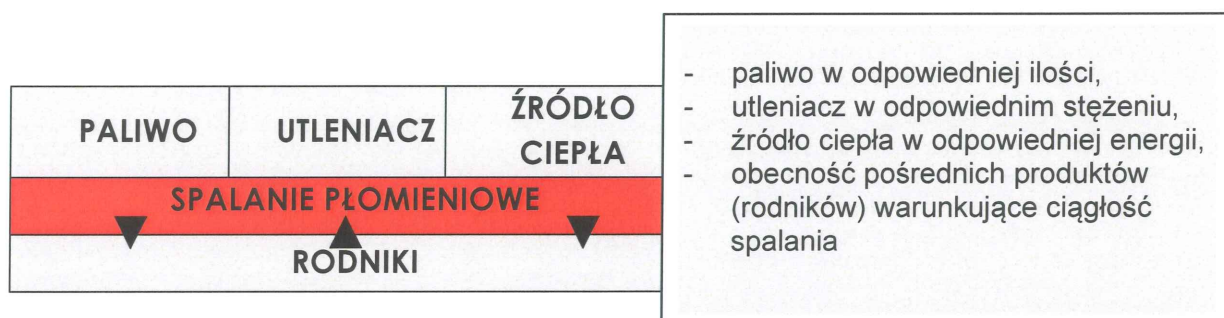 PALIWO
UTLENIACZ
ŹRÓDŁO
CIEPŁA
SPALANIE PŁOMIENIOWE
RODNIKI
- paliwo w odpowiedniej ilości,
- utleniacz w odpowiednim stężeniu,
- źródło ciepła w odpowiedniej energii,
- obecność pośrednich produktów
(rodników) warunkujące ciągłość
spalania